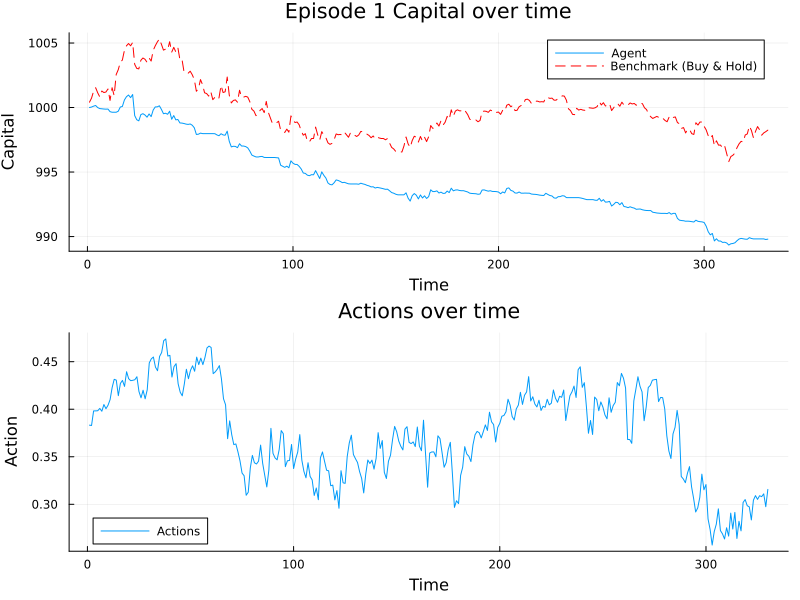 Episode 1 Capital over time
Capital
1005
1000
995
990
Agent
Benchmark (Buy & Hold)
0 100 200 300
Time
Actions over time
Action
0.45
0.40
0.35
0.30
Actions
0 100 200 300
Time